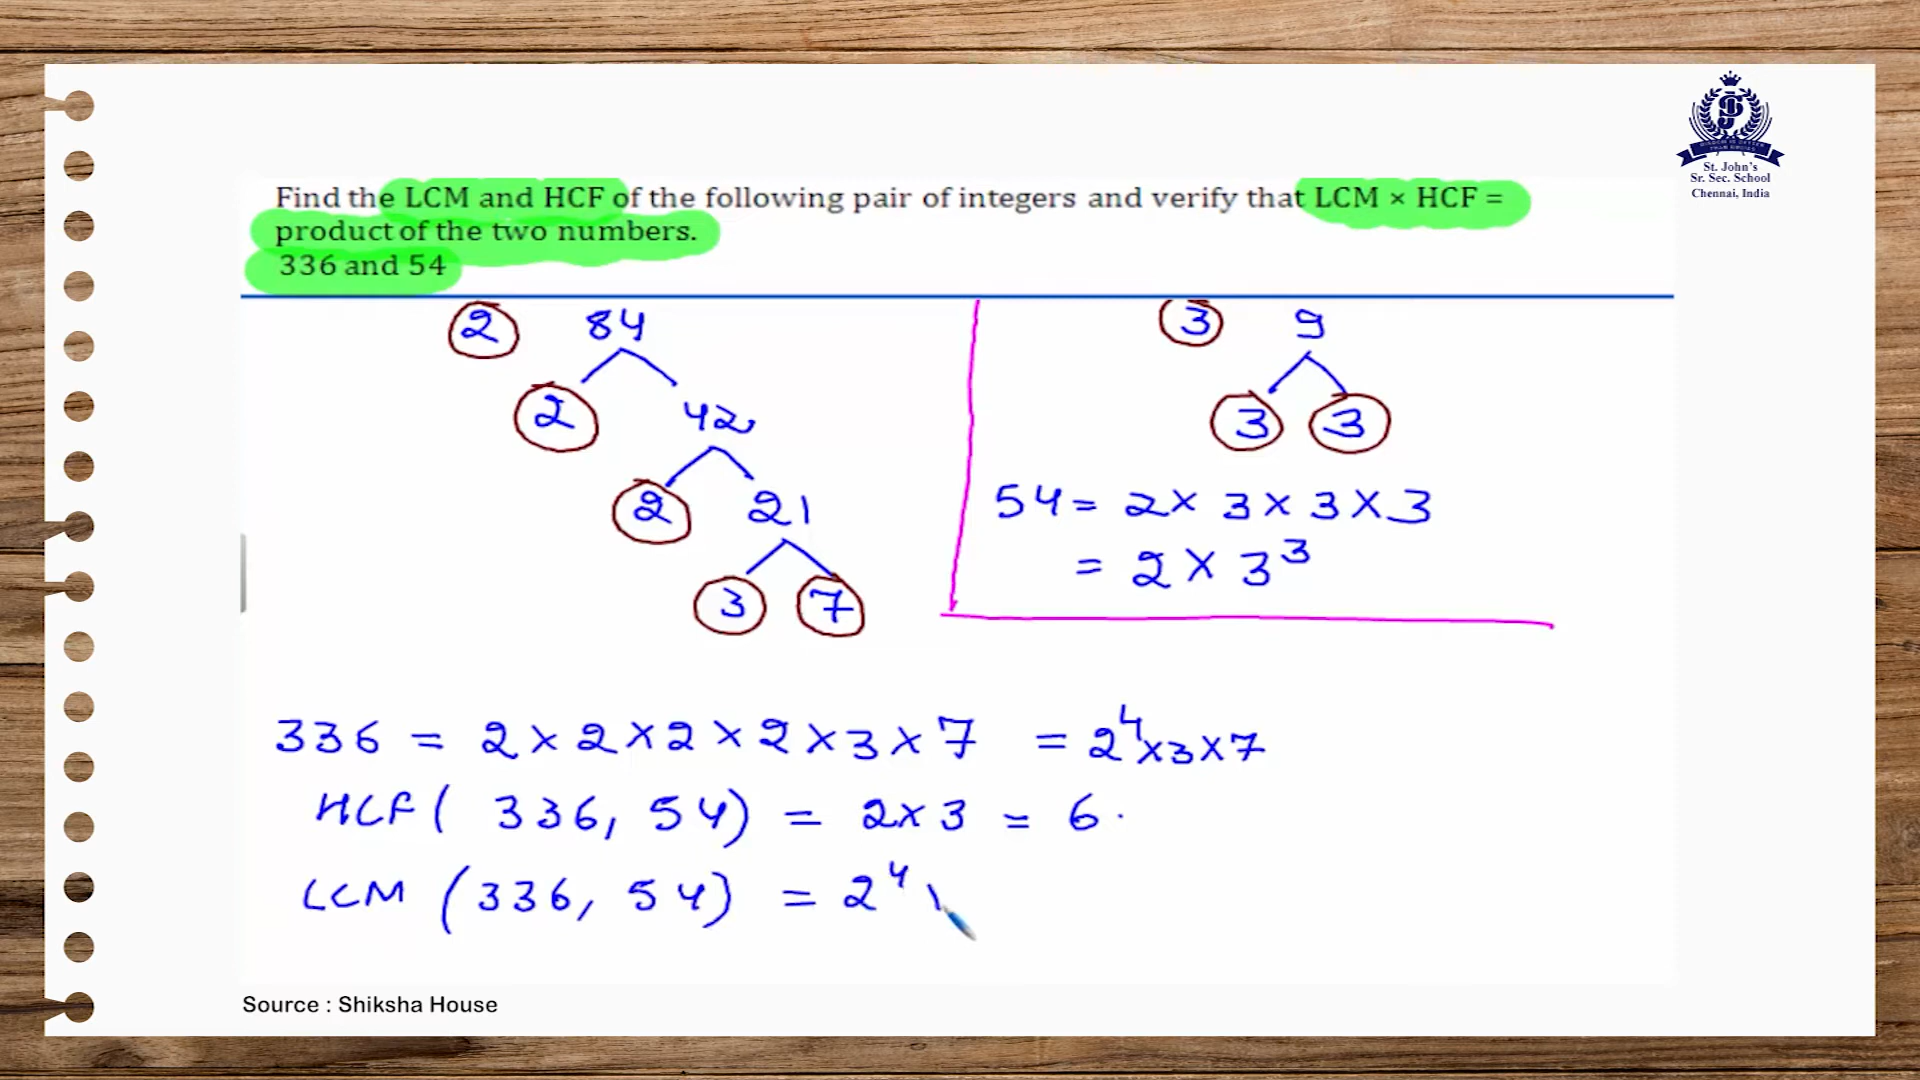 St. John's
Sr. Sec. School
Chennai, India
Find the LCM and HCF of the following pair of integers and verify that LCM × HCF =
product of the two numbers.
336 and 54
2 84
2 42
2 21
3 7
3 9
3 3
54 = 2 × 3 × 3 × 3
= 2 × 3³
336 = 2 × 2 × 2 × 2 × 3 × 7 = 2⁴ × 3 × 7
HCF ( 336, 54 ) = 2 × 3 = 6 .
LCM ( 336, 54 ) = 2⁴
Source : Shiksha House